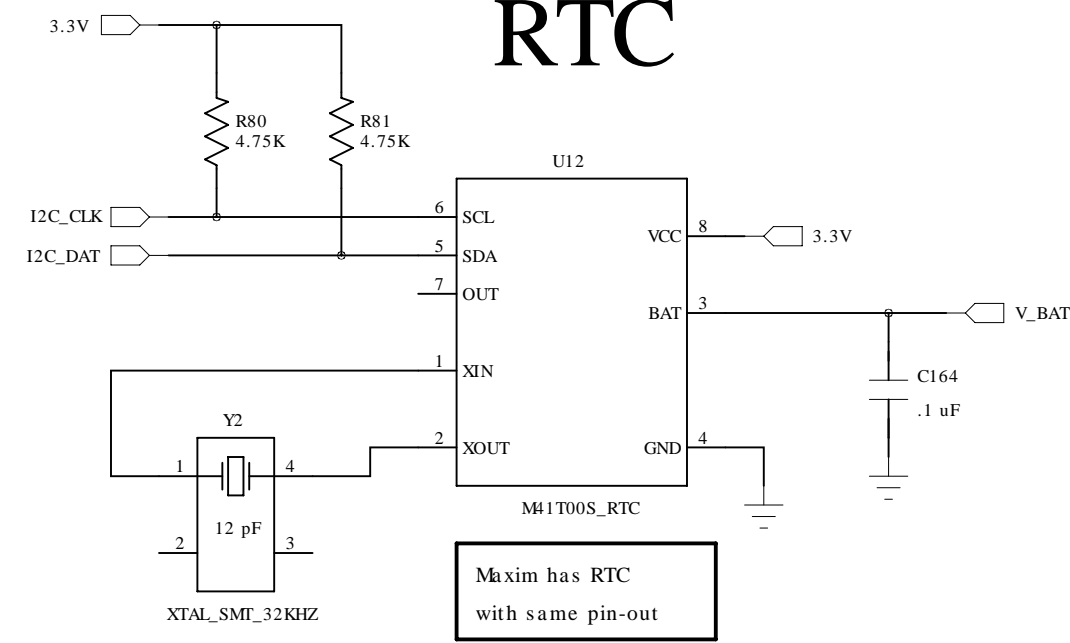 RTC
3.3V
R80
4.75K
R81
4.75K
U12
I2C_CLK
6
SCL
VCC
8
3.3V
I2C_DAT
5
SDA
7
OUT
BAT
3
V_BAT
1
XIN
C164
.1 uF
Y2
2
XOUT
GND
4
1
4
M41T00S_RTC
12 pF
2
3
XTAL_SMT_32KHZ
Maxim has RTC
with same pin-out